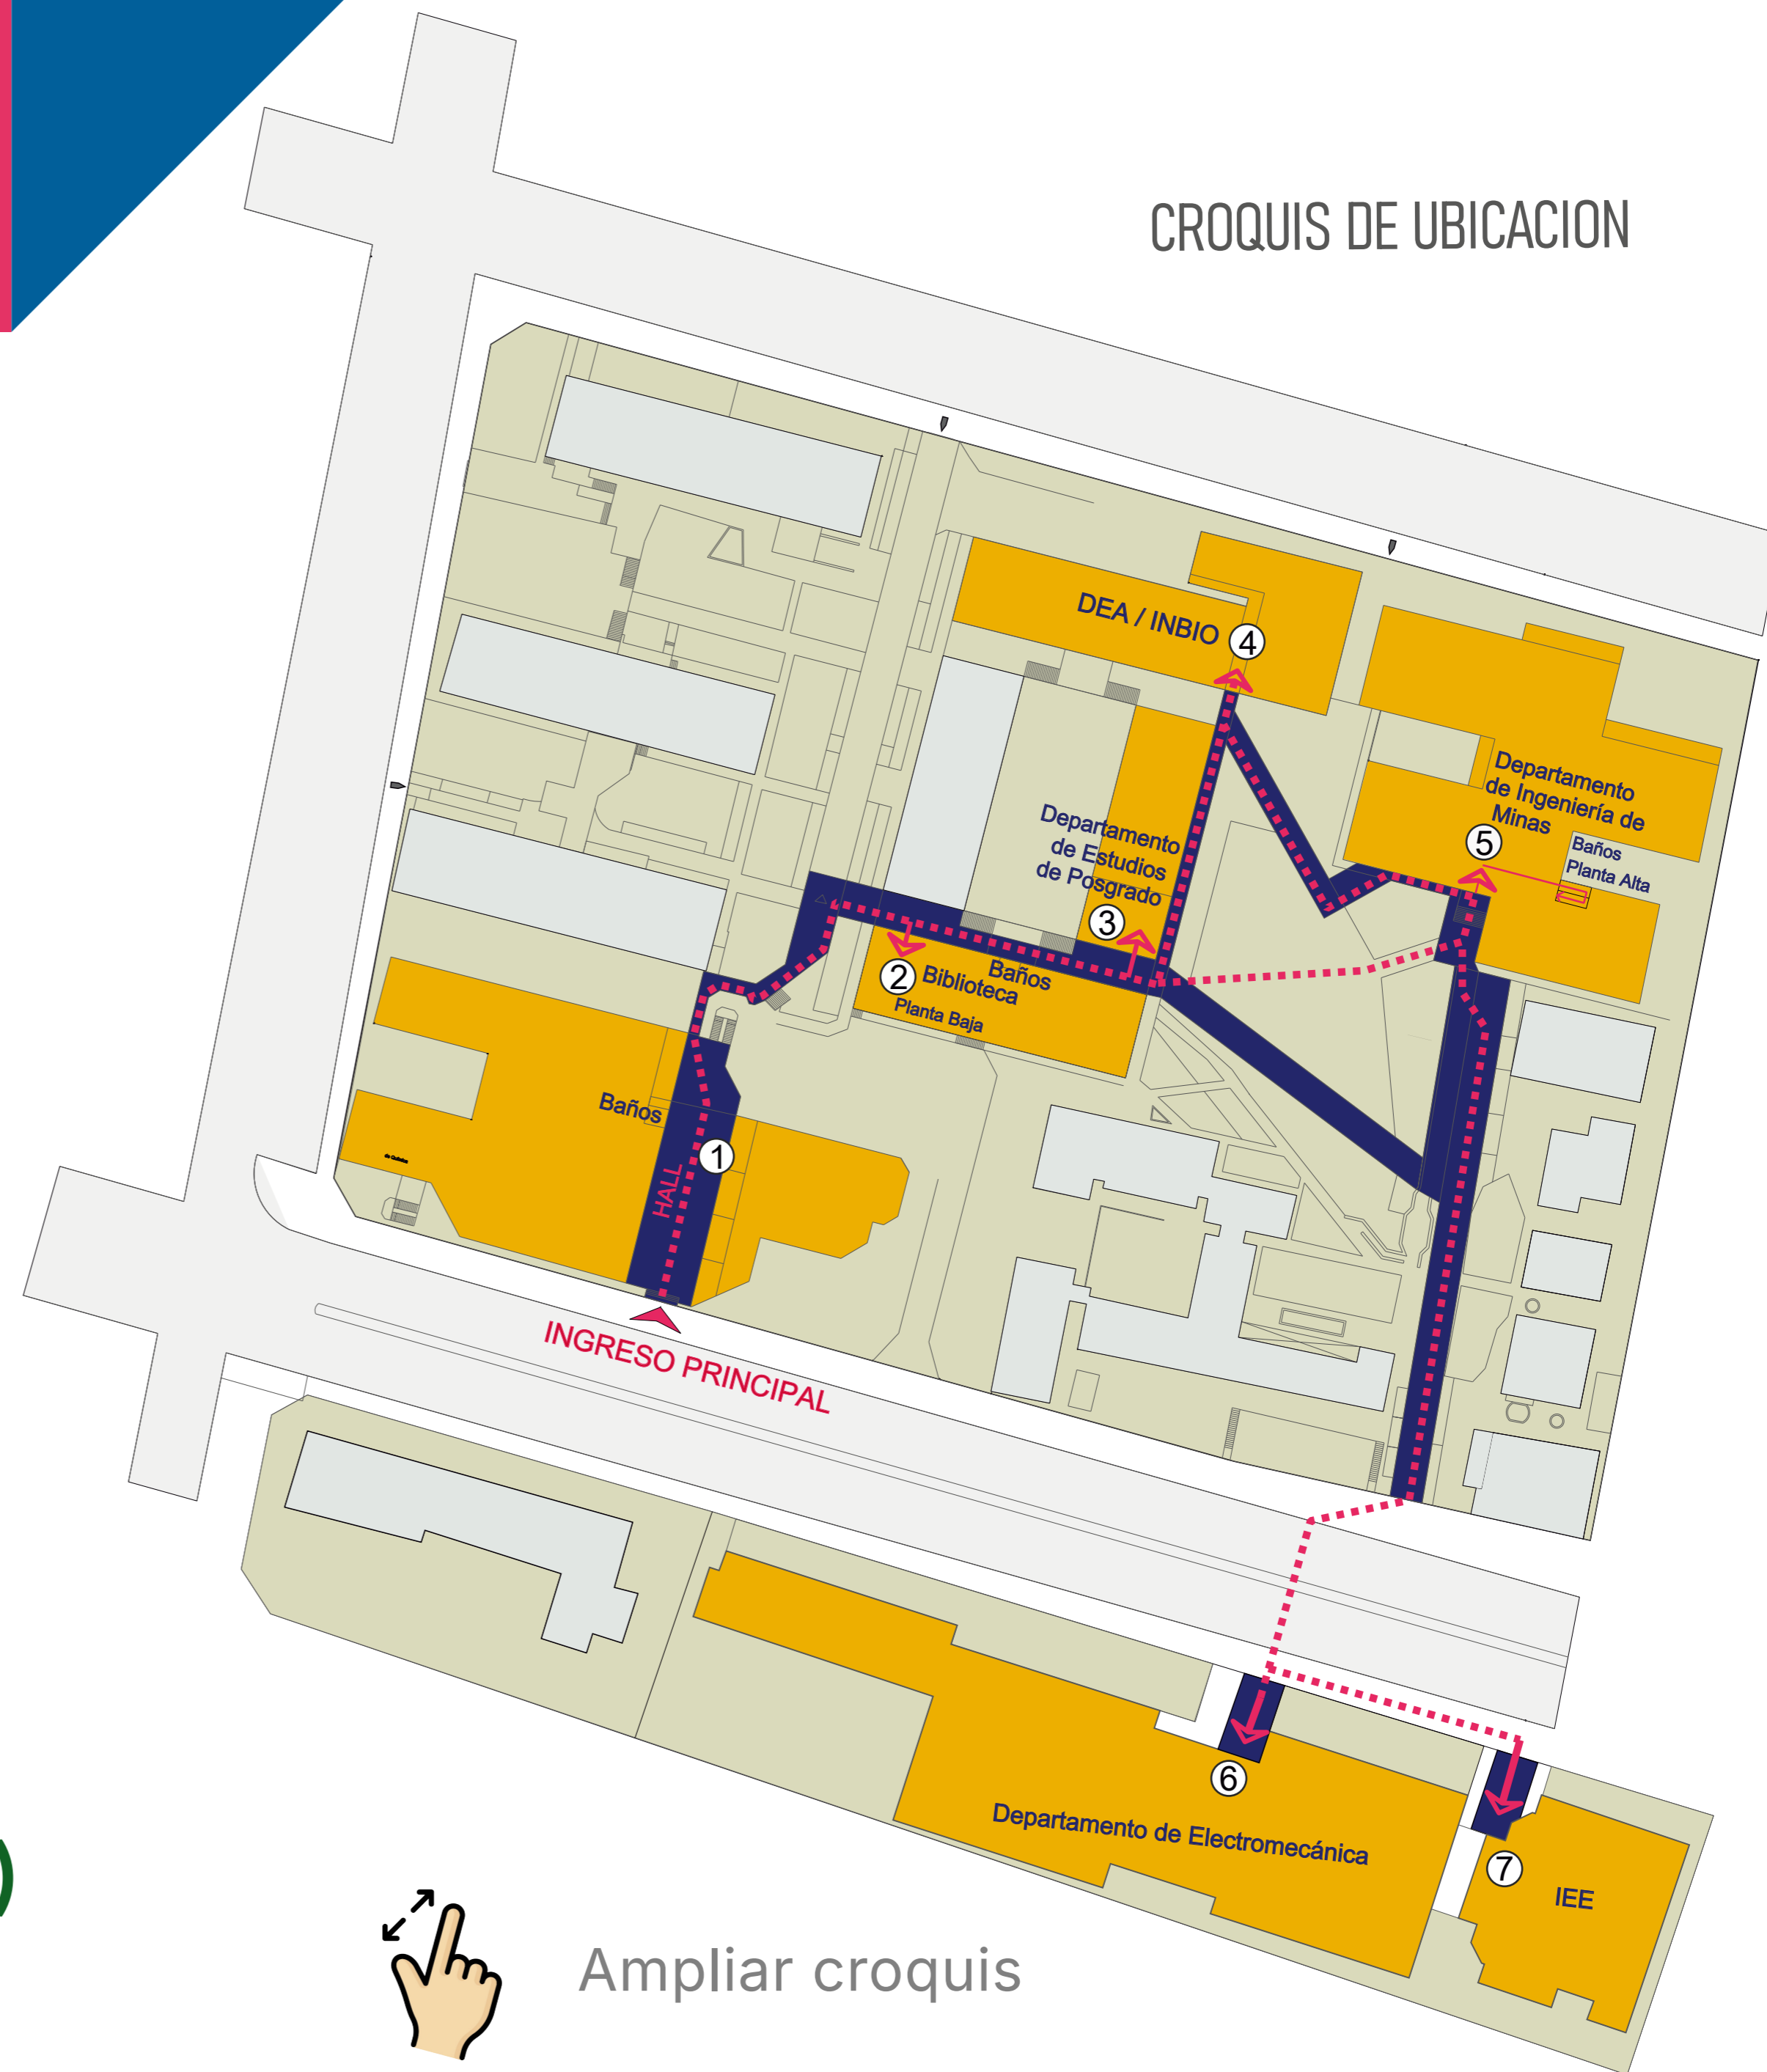 CROQUIS DE UBICACION
DEA / INBIO
4
Departamento
de Ingeniería de
Minas
5
Baños
Planta Alta
Departamento
de Estudios
de Posgrado
3
2
Biblioteca
Baños
Planta Baja
Baños
1
HALL
INGRESO PRINCIPAL
6
Departamento de Electromecánica
7
IEE
Ampliar croquis